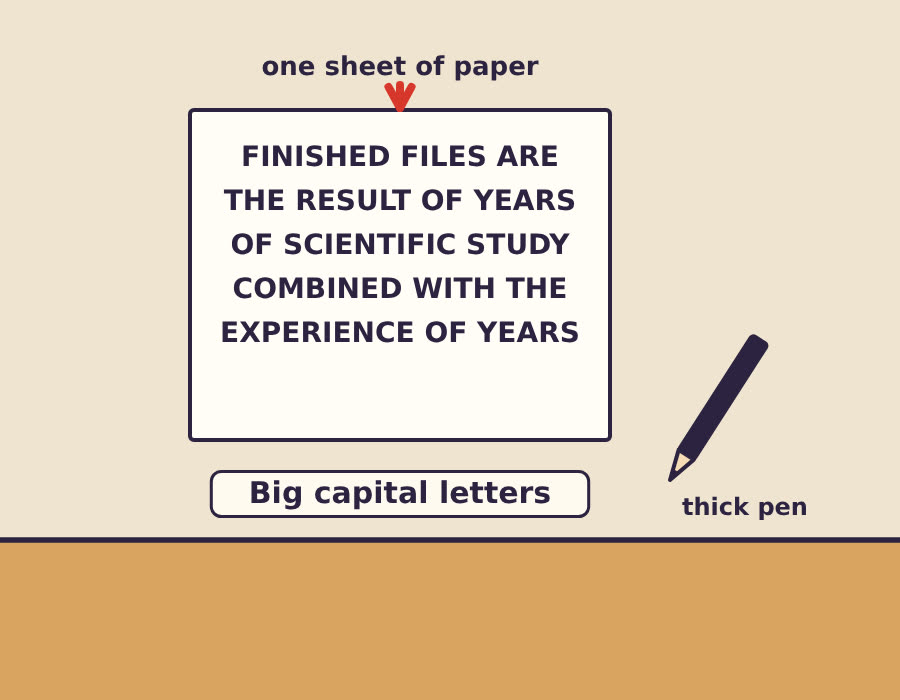 one sheet of paper
FINISHED FILES ARE
THE RESULT OF YEARS
OF SCIENTIFIC STUDY
COMBINED WITH THE
EXPERIENCE OF YEARS
Big capital letters
thick pen